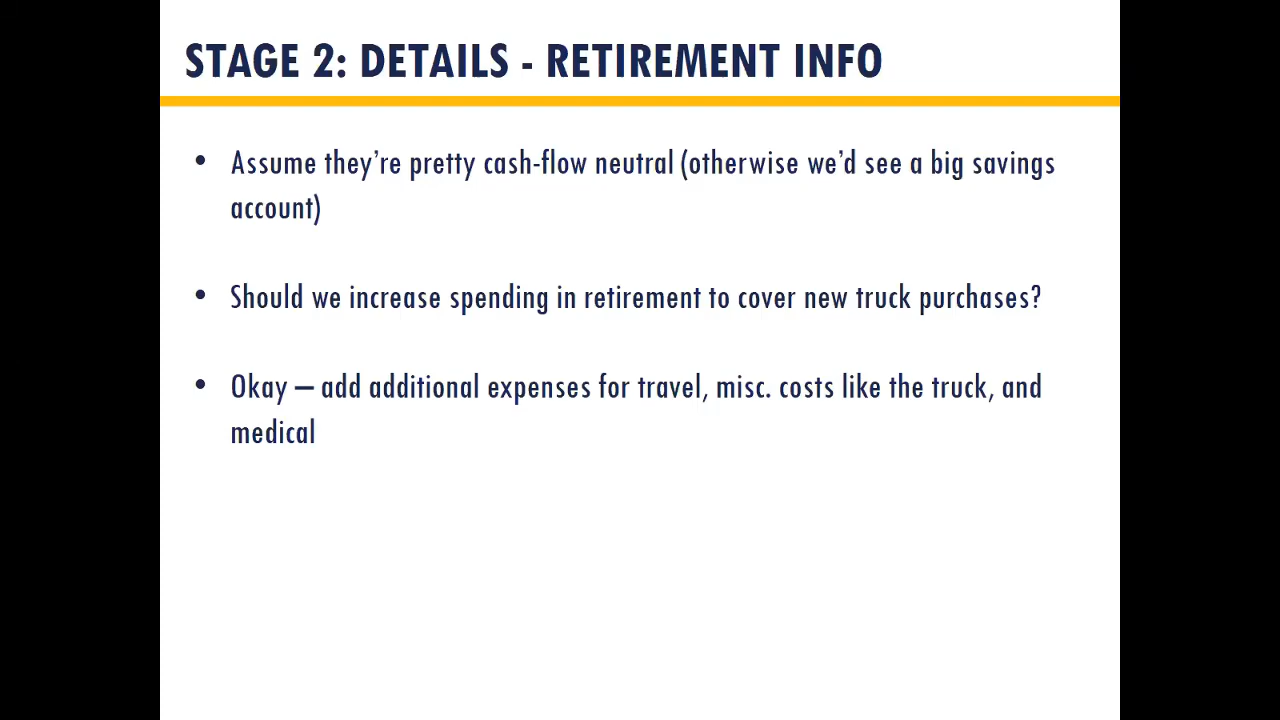 STAGE 2: DETAILS - RETIREMENT INFO
• Assume they’re pretty cash-flow neutral (otherwise we’d see a big savings
account)
• Should we increase spending in retirement to cover new truck purchases?
• Okay – add additional expenses for travel, misc. costs like the truck, and
medical